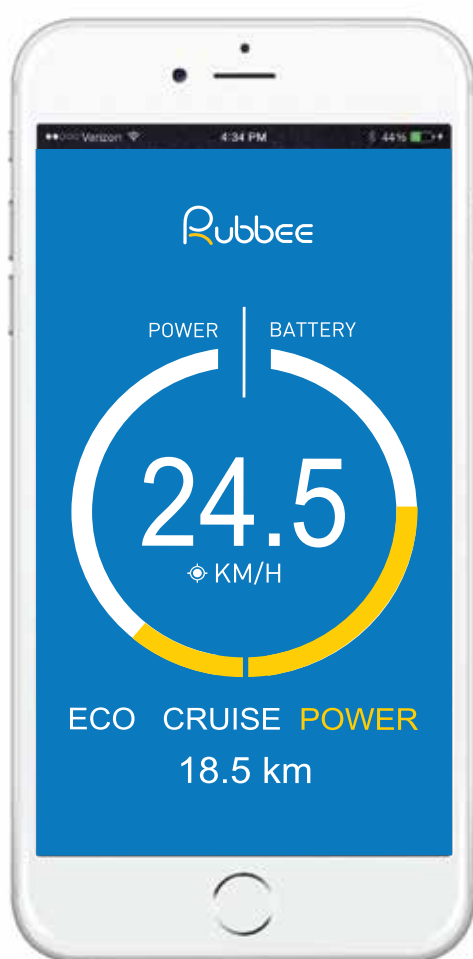 Verizon 4:34 PM 44%
Rubbee
POWER BATTERY
24.5
KM/H
ECO CRUISE POWER
18.5 km